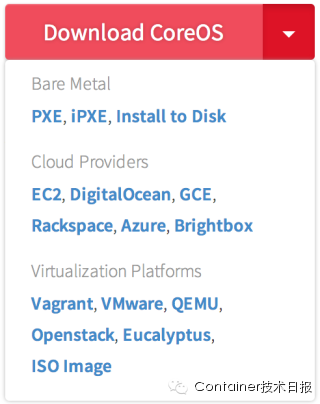 Download CoreOS
Bare Metal
PXE, iPXE, Install to Disk
Cloud Providers
EC2, DigitalOcean, GCE,
Rackspace, Azure, Brightbox
Virtualization Platforms
Vagrant, VMware, QEMU,
Openstack, Eucalyptus,
ISO Image
Container技术日报